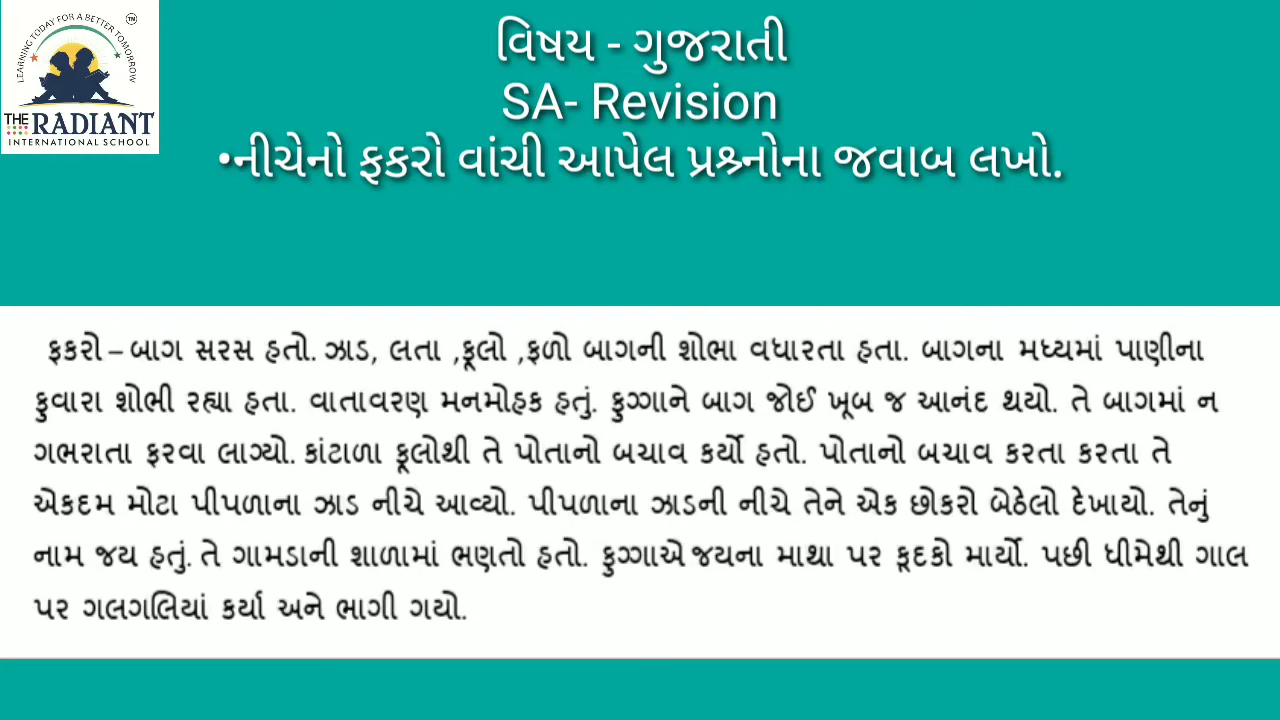 LEARNING TODAY FOR A BETTER TOMORROW
TM
THE RADIANT
INTERNATIONAL SCHOOL
વિષય - ગુજરાતી
SA- Revision
•નીચેનો ફકરો વાંચી આપેલ પ્રશ્નોના જવાબ લખો.
ફકરો – બાગ સરસ હતો. ઝાડ, લતા ,ફૂલો ,ફળો બાગની શોભા વધારતા હતા. બાગના મધ્યમાં પાણીના
ફુવારા શોભી રહ્યા હતા. વાતાવરણ મનમોહક હતું. ફુગ્ગાને બાગ જોઈ ખૂબ જ આનંદ થયો. તે બાગમાં ન
ગભરાતા ફરવા લાગ્યો. કાંટાળા ફૂલોથી તે પોતાનો બચાવ કર્યો હતો. પોતાનો બચાવ કરતા કરતા તે
એકદમ મોટા પીપળાના ઝાડ નીચે આવ્યો. પીપળાના ઝાડની નીચે તેને એક છોકરો બેઠેલો દેખાયો. તેનું
નામ જય હતું. તે ગામડાની શાળામાં ભણતો હતો. ફુગ્ગાએ જયના માથા પર કૂદકો માર્યો. પછી ધીમેથી ગાલ
પર ગલગલિયાં કર્યા અને ભાગી ગયો.